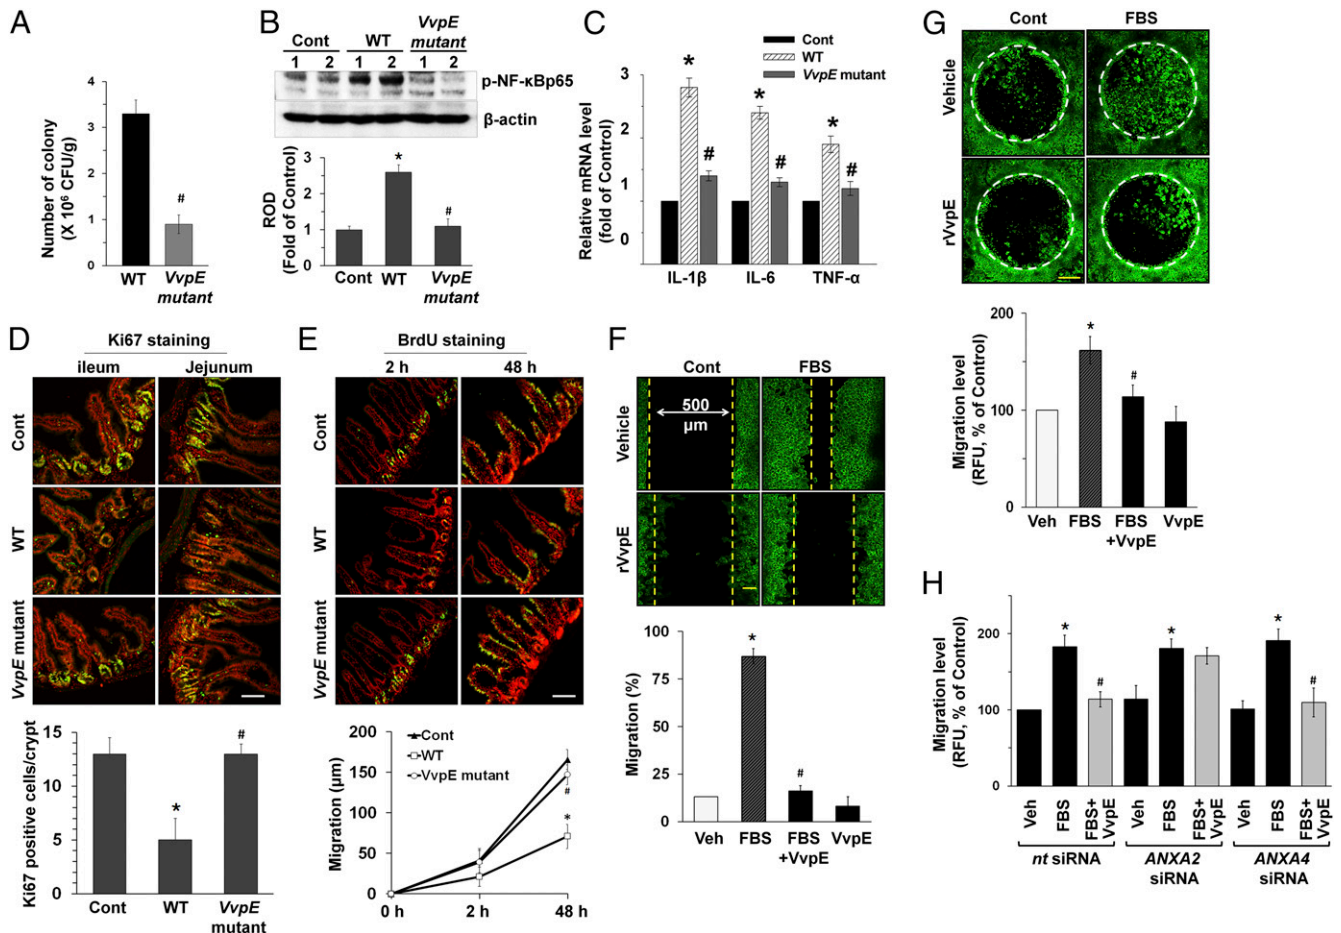 A
Number of colony
(X 10⁶ CFU/g)
4
3
2
1
0
WT
VvpE
mutant
#
B
Cont
WT
VvpE
mutant
1 2 1 2 1 2
p-NF-κBp65
β-actin
ROD
(Fold of Control)
3
2
1
0
*
#
Cont
WT
VvpE
mutant
C
Cont
WT
VvpE mutant
Relative mRNA level
(fold of Control)
3
2
1
0
*
#
*
#
*
#
IL-1β
IL-6
TNF-α
D
Ki67 staining
ileum
Jejunum
Cont
WT
VvpE mutant
Ki67 positive cells/crypt
15
10
5
0
*
#
Cont
WT
VvpE
mutant
E
BrdU staining
2 h
48 h
Cont
WT
VvpE mutant
Migration (µm)
200
150
100
50
0
Cont
WT
VvpE mutant
#
*
0 h
2 h
48 h
F
Cont
FBS
Vehicle
rVvpE
500
µm
Migration (%)
100
75
50
25
0
*
#
Veh
FBS
FBS
+VvpE
VvpE
G
Cont
FBS
Vehicle
rVvpE
Migration level
(RFU, % of Control)
200
150
100
50
0
*
#
Veh
FBS
FBS
+VvpE
VvpE
H
Migration level
(RFU, % of Control)
200
150
100
50
0
*
#
*
*
#
Veh
FBS
FBS+
VvpE
Veh
FBS
FBS+
VvpE
Veh
FBS
FBS+
VvpE
nt siRNA
ANXA2
siRNA
ANXA4
siRNA